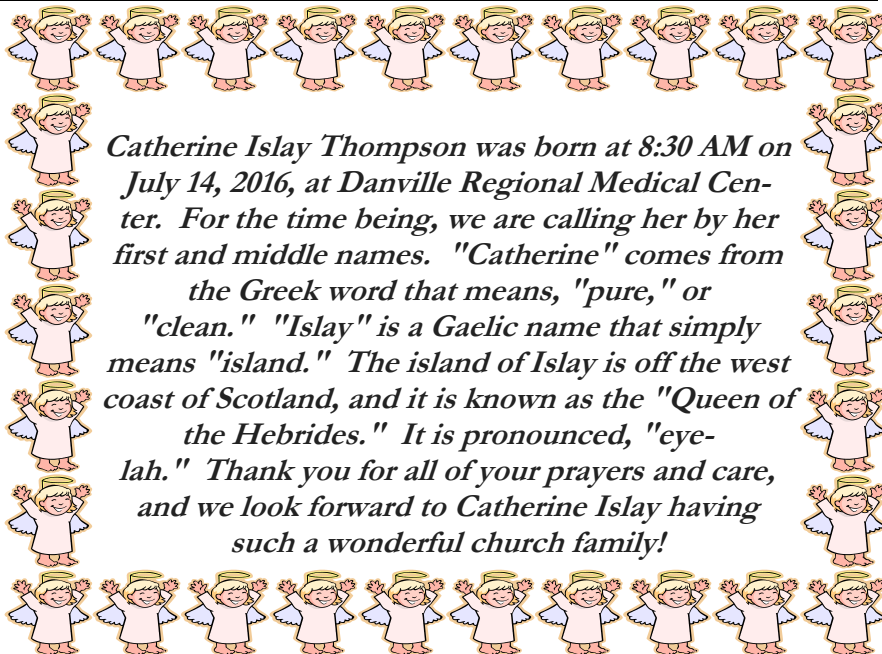 Catherine Islay Thompson was born at 8:30 AM on
July 14, 2016, at Danville Regional Medical Cen-
ter.  For the time being, we are calling her by her
first and middle names.  "Catherine" comes from
the Greek word that means, "pure," or
"clean."  "Islay" is a Gaelic name that simply
means "island."  The island of Islay is off the west
coast of Scotland, and it is known as the "Queen of
the Hebrides."  It is pronounced, "eye-
lah."  Thank you for all of your prayers and care,
and we look forward to Catherine Islay having
such a wonderful church family!